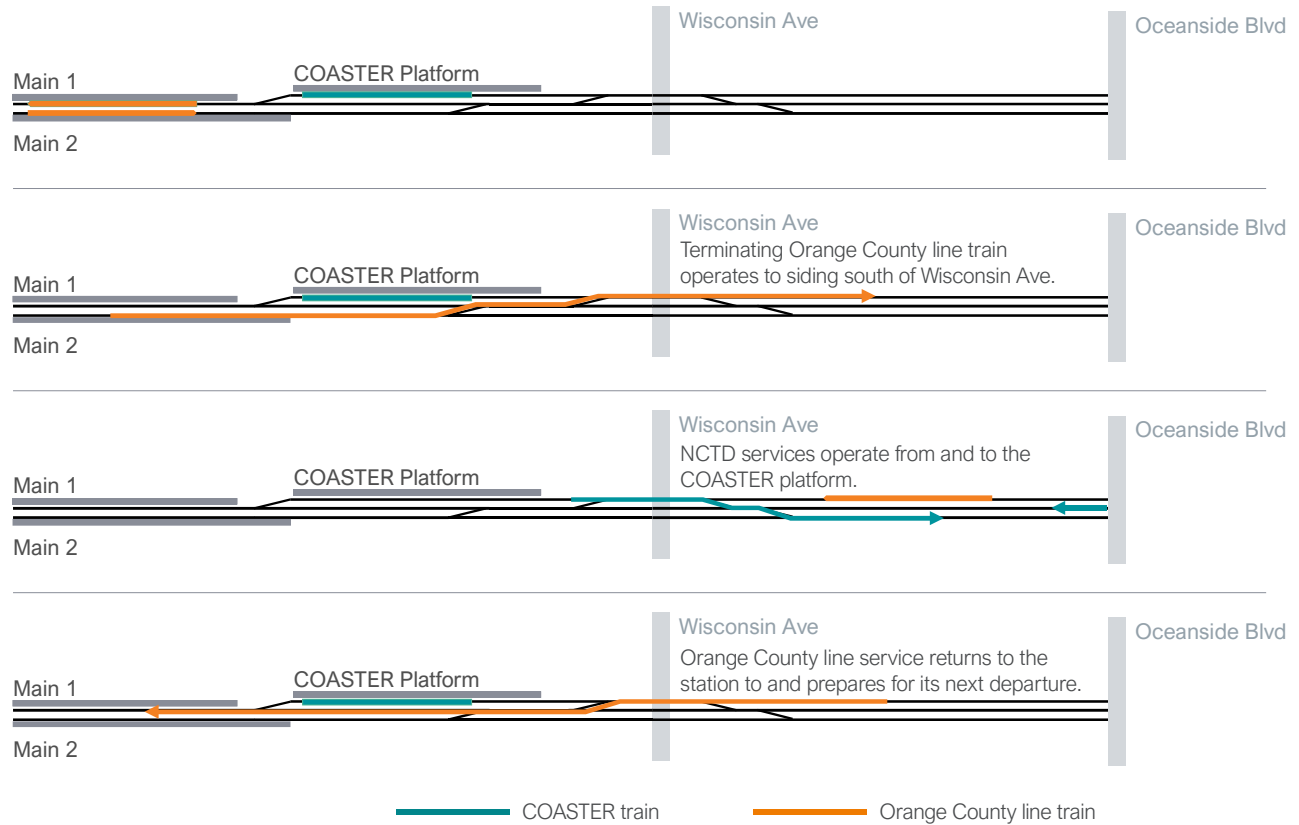 Wisconsin Ave
Oceanside Blvd
COASTER Platform
Main 1
Main 2
Wisconsin Ave
Oceanside Blvd
Terminating Orange County line train
operates to siding south of Wisconsin Ave.
COASTER Platform
Main 1
Main 2
Wisconsin Ave
Oceanside Blvd
NCTD services operate from and to the
COASTER platform.
COASTER Platform
Main 1
Main 2
Wisconsin Ave
Oceanside Blvd
Orange County line service returns to the
station to and prepares for its next departure.
COASTER Platform
Main 1
Main 2
COASTER train
Orange County line train